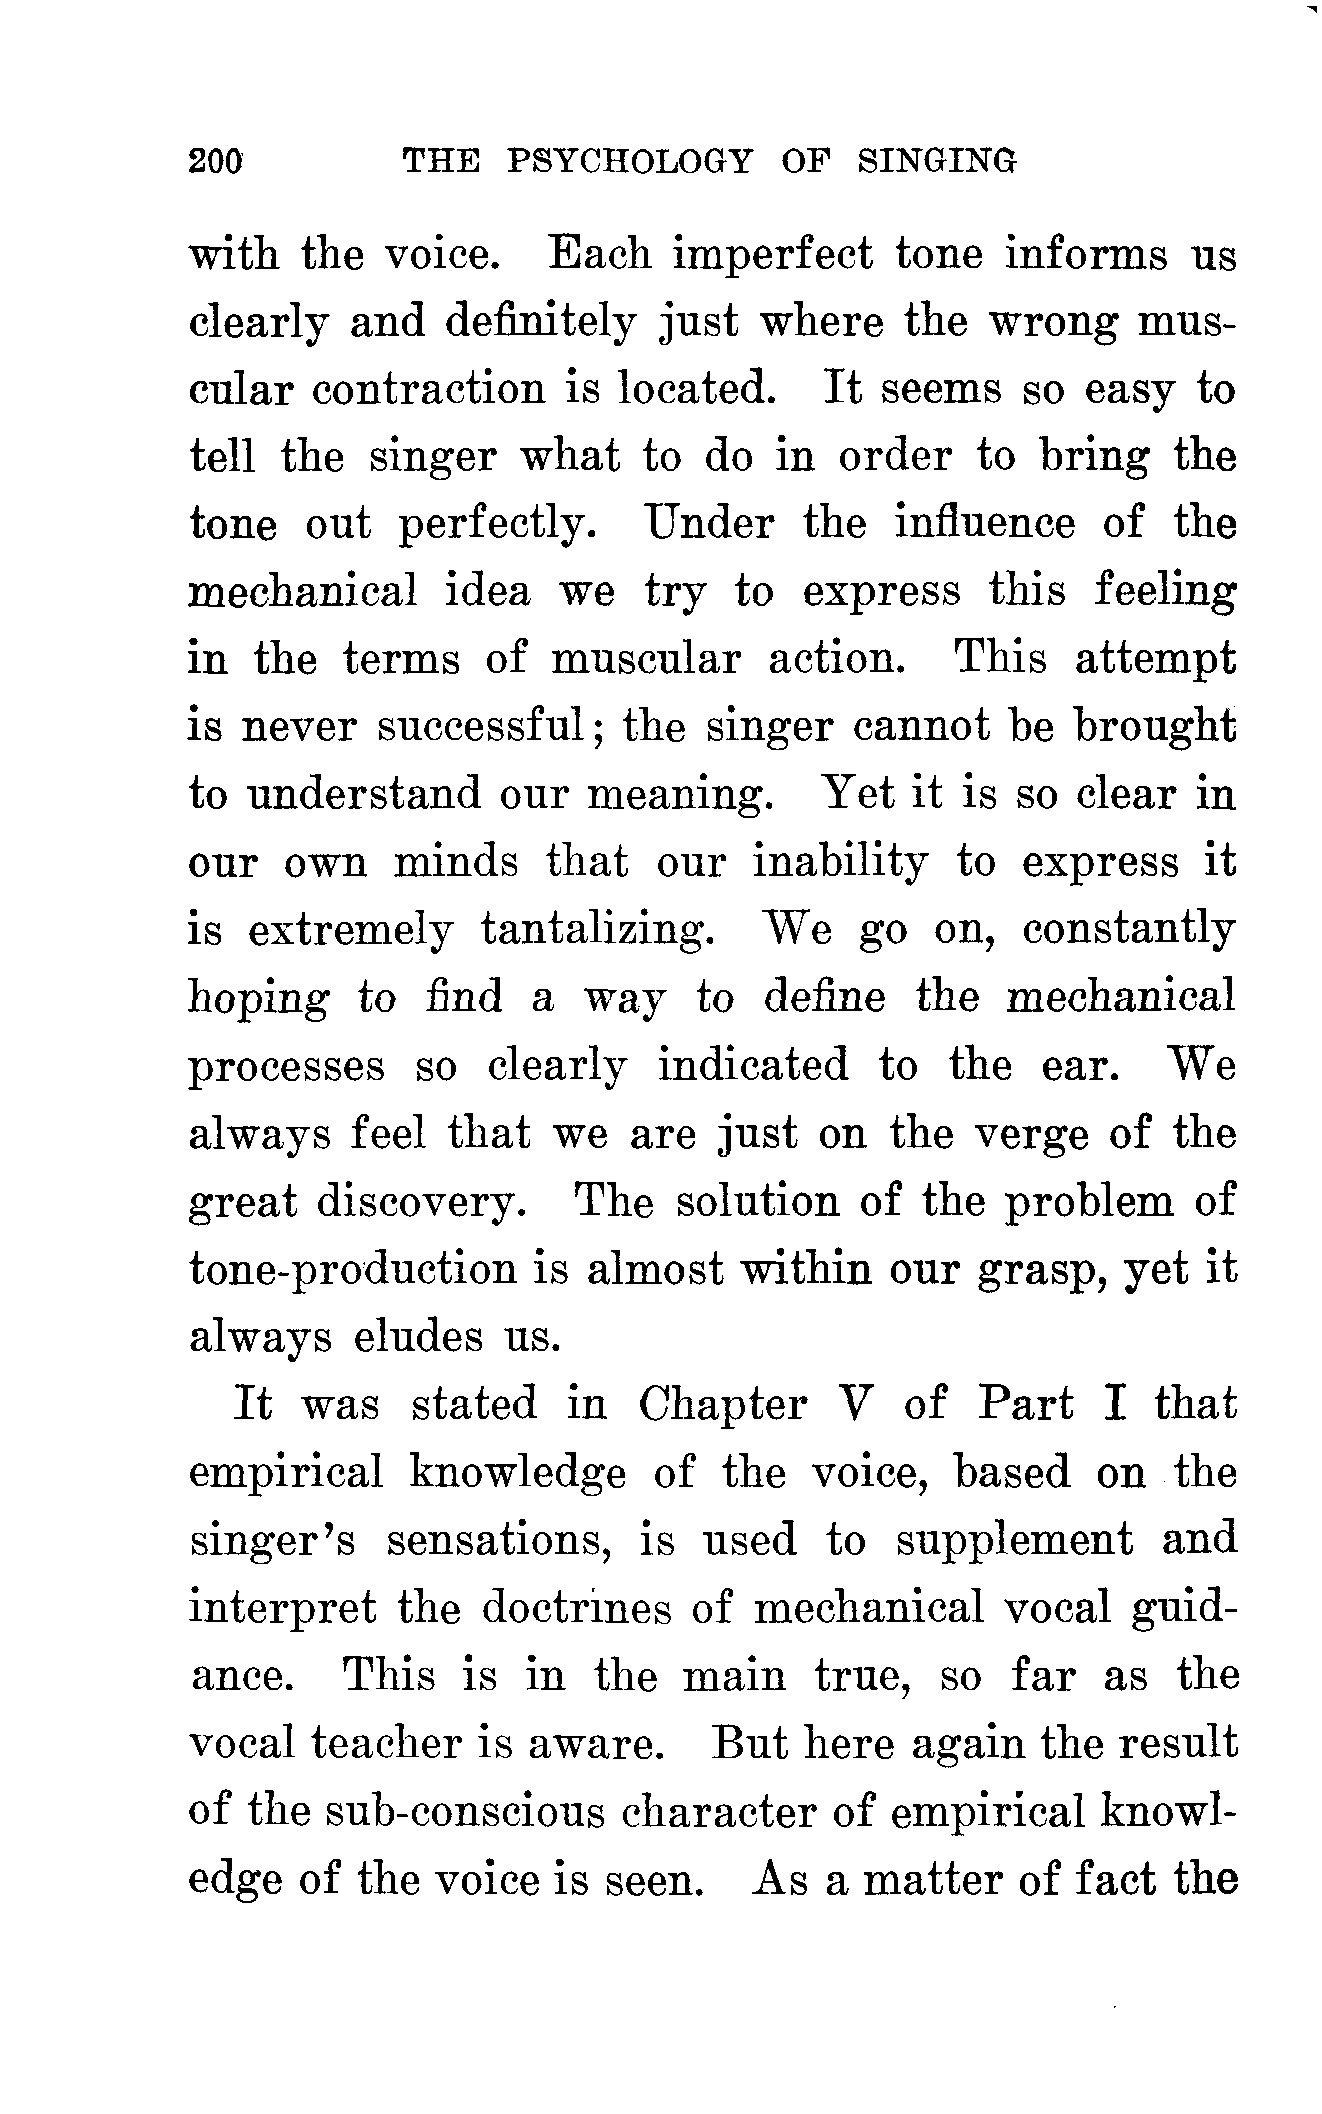 200 THE PSYCHOLOGY OF SINGING
with the voice. Each imperfect tone informs us
clearly and definitely just where the wrong mus-
cular contraction is located. It seems so easy to
tell the singer what to do in order to bring the
tone out perfectly. Under the influence of the
mechanical idea we try to express this feeling
in the terms of muscular action. This attempt
is never successful; the singer cannot be brought
to understand our meaning. Yet it is so clear in
our own minds that our inability to express it
is extremely tantalizing. We go on, constantly
hoping to find a way to define the mechanical
processes so clearly indicated to the ear. We
always feel that we are just on the verge of the
great discovery. The solution of the problem of
tone-production is almost within our grasp, yet it
always eludes us.
It was stated in Chapter V of Part I that
empirical knowledge of the voice, based on the
singer's sensations, is used to supplement and
interpret the doctrines of mechanical vocal guid-
ance. This is in the main true, so far as the
vocal teacher is aware. But here again the result
of the sub-conscious character of empirical knowl-
edge of the voice is seen. As a matter of fact the